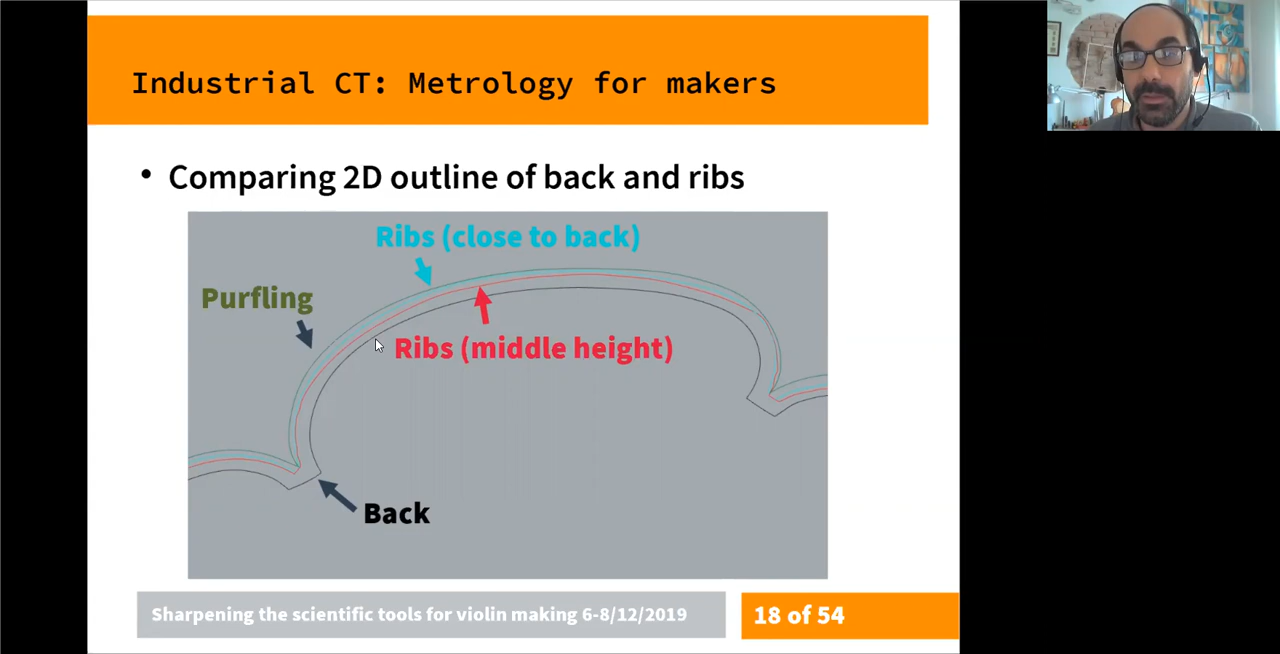 Industrial CT: Metrology for makers
• Comparing 2D outline of back and ribs
Ribs (close to back)
Purfling
Ribs (middle height)
Back
Sharpening the scientific tools for violin making 6-8/12/2019
18 of 54